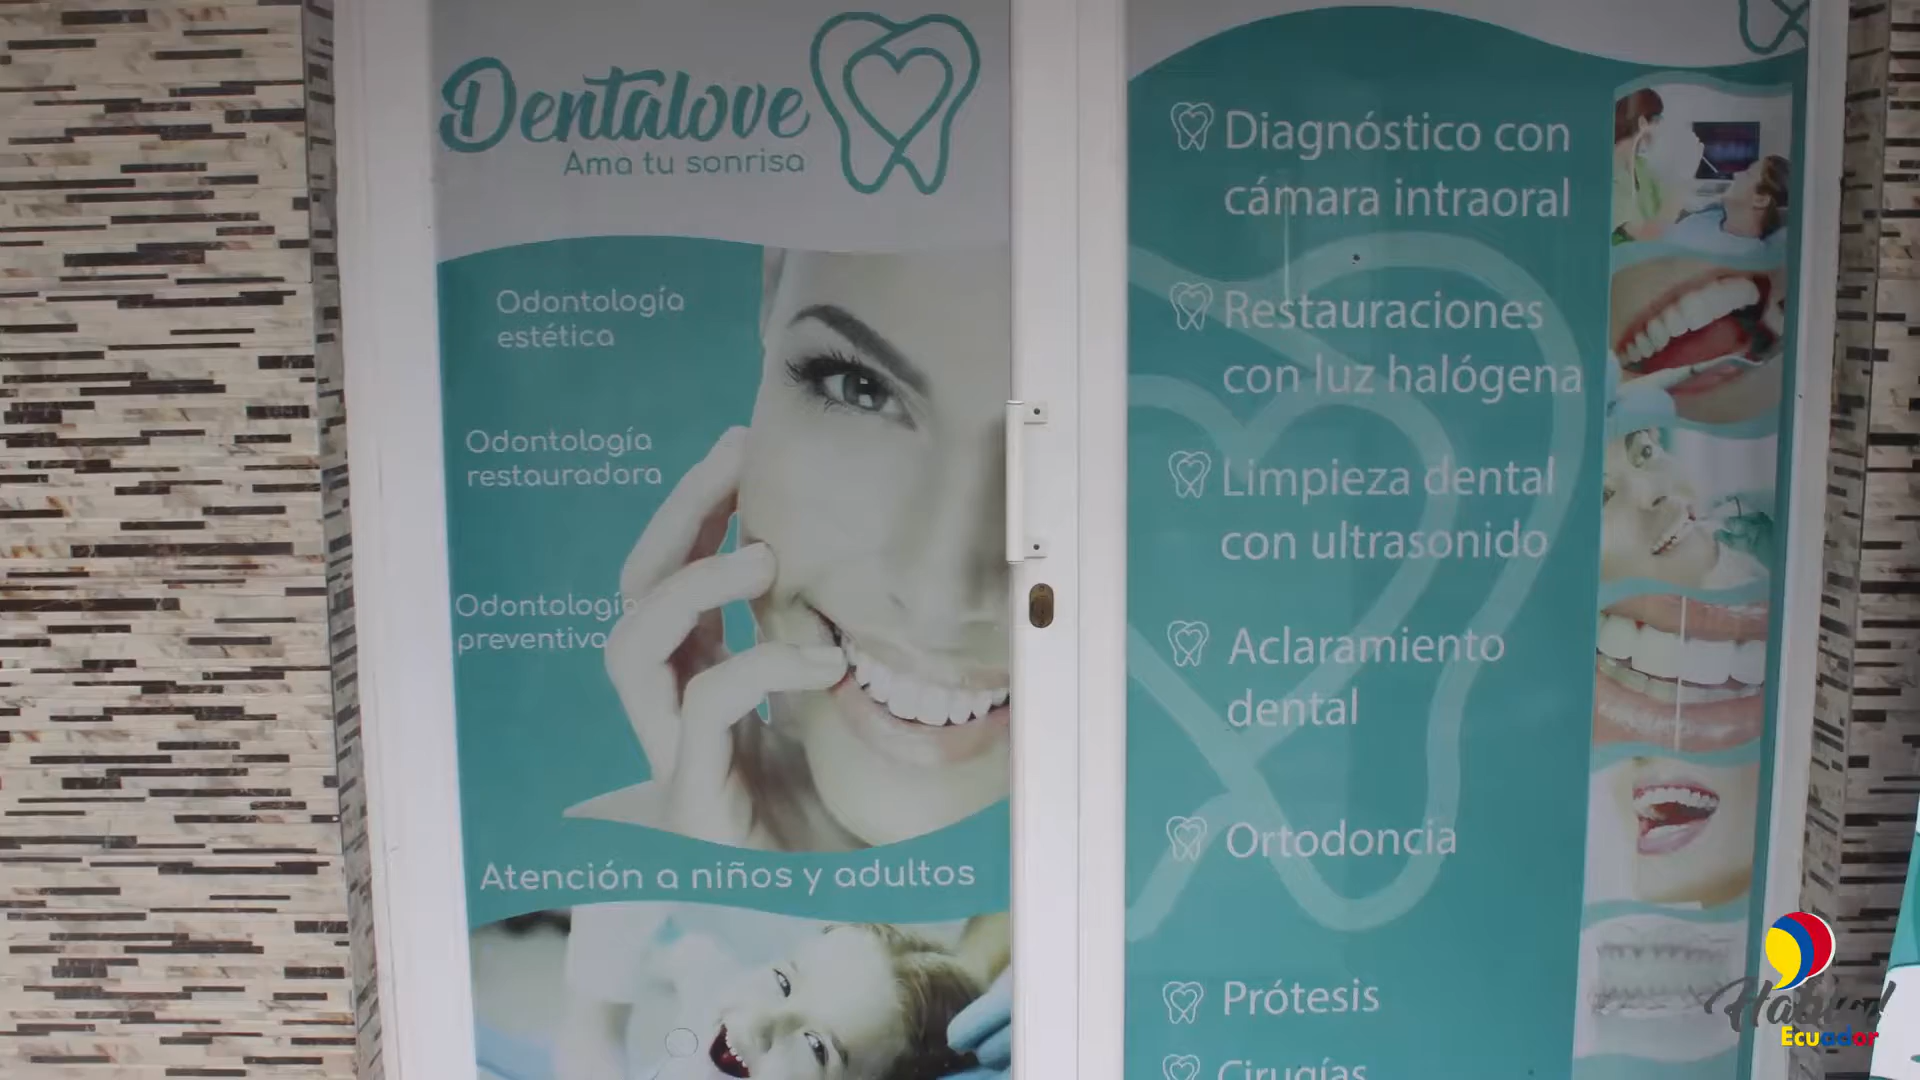 Dentalove
Ama tu sonrisa
Odontología
estética
Odontología
restauradora
Odontología
preventiva
Atención a niños y adultos
Diagnóstico con
cámara intraoral
Restauraciones
con luz halógena
Limpieza dental
con ultrasonido
Aclaramiento
dental
Ortodoncia
Prótesis
Cirugías
Ecuador